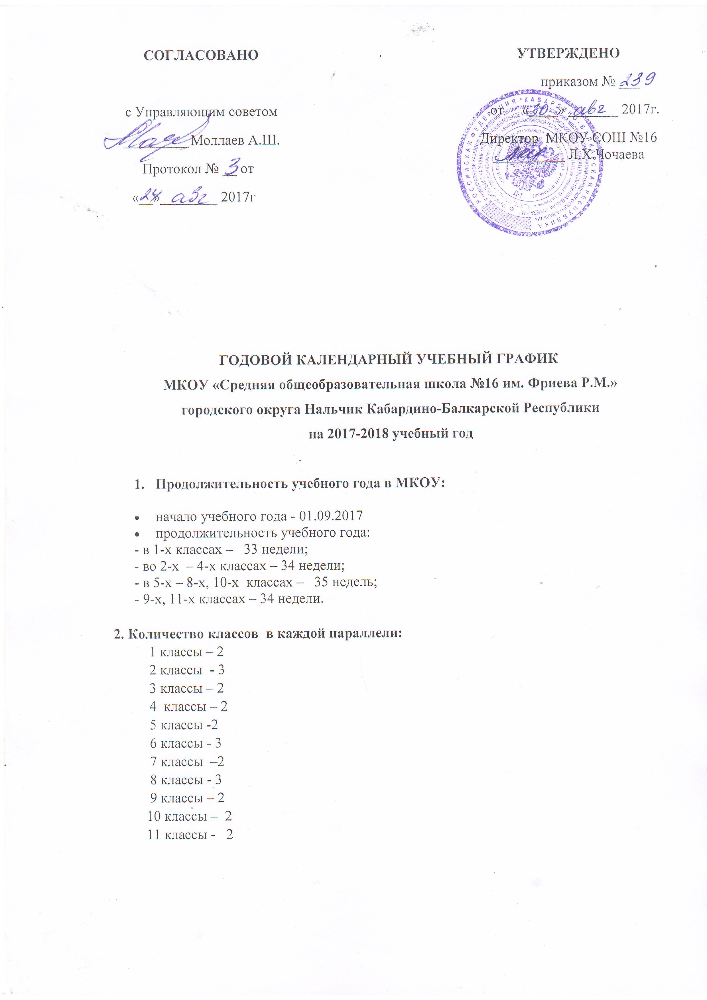 СОГЛАСОВАНО
с Управляющим советом
Моллаев А.Ш.
Протокол № 3 от
«24» авг 2017г
УТВЕРЖДЕНО
приказом № 239
от «30» авг 2017г.
Директор МКОУ СОШ №16
Л.Х.Чочаева
РОССИЙСКАЯ ФЕДЕРАЦИЯ * КАБАРДИНО-БАЛКАРСКАЯ РЕСПУБЛИКА
Д-1
ГОДОВОЙ КАЛЕНДАРНЫЙ УЧЕБНЫЙ ГРАФИК
МКОУ «Средняя общеобразовательная школа №16 им. Фриева Р.М.»
городского округа Нальчик Кабардино-Балкарской Республики
на 2017-2018 учебный год
1. Продолжительность учебного года в МКОУ:
• начало учебного года - 01.09.2017
• продолжительность учебного года:
- в 1-х классах – 33 недели;
- во 2-х – 4-х классах – 34 недели;
- в 5-х – 8-х, 10-х классах – 35 недель;
- 9-х, 11-х классах – 34 недели.
2. Количество классов в каждой параллели:
1 классы – 2
2 классы - 3
3 классы – 2
4 классы – 2
5 классы -2
6 классы - 3
7 классы –2
8 классы - 3
9 классы – 2
10 классы – 2
11 классы - 2